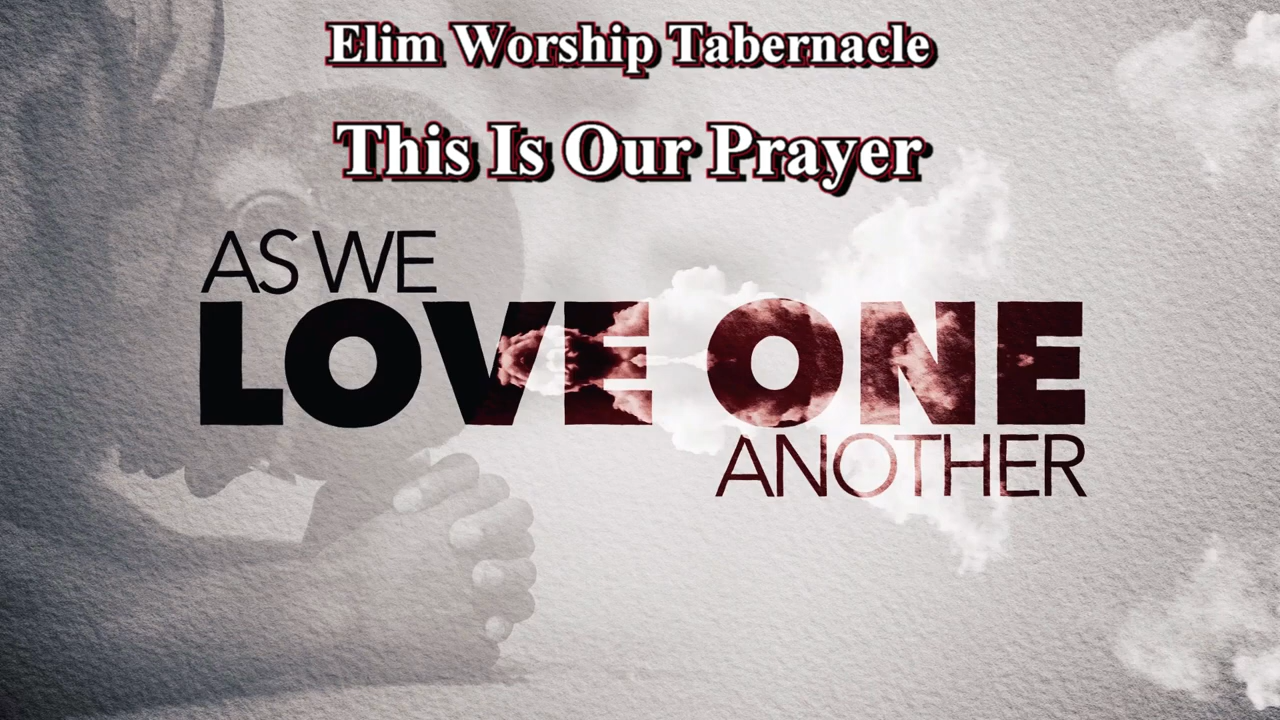 Elim Worship Tabernacle
This Is Our Prayer
AS WE
LOVE ONE
ANOTHER